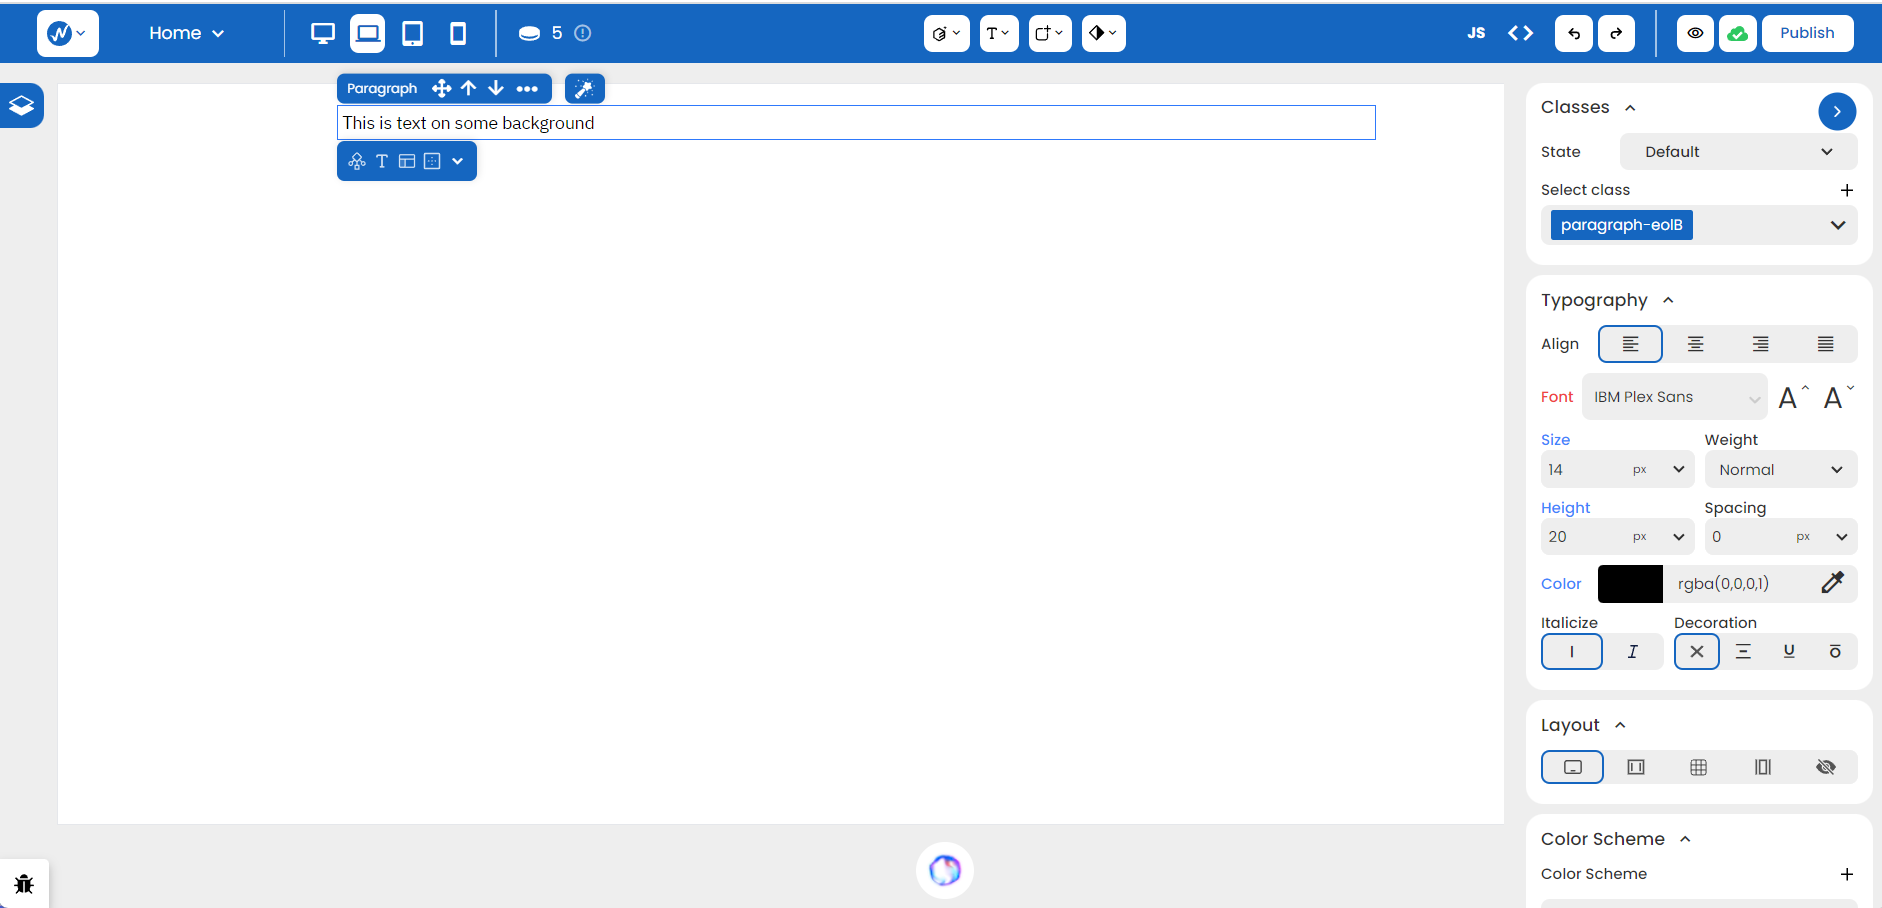 Home
5
T
JS
Publish
Paragraph
This is text on some background
T
Classes
State
Default
Select class
paragraph-eolB
Typography
Align
Font
IBM Plex Sans
A
A
Size
Weight
14
px
Normal
Height
Spacing
20
px
0
px
Color
rgba(0,0,0,1)
Italicize
Decoration
I
I
U
O
Layout
Color Scheme
Color Scheme